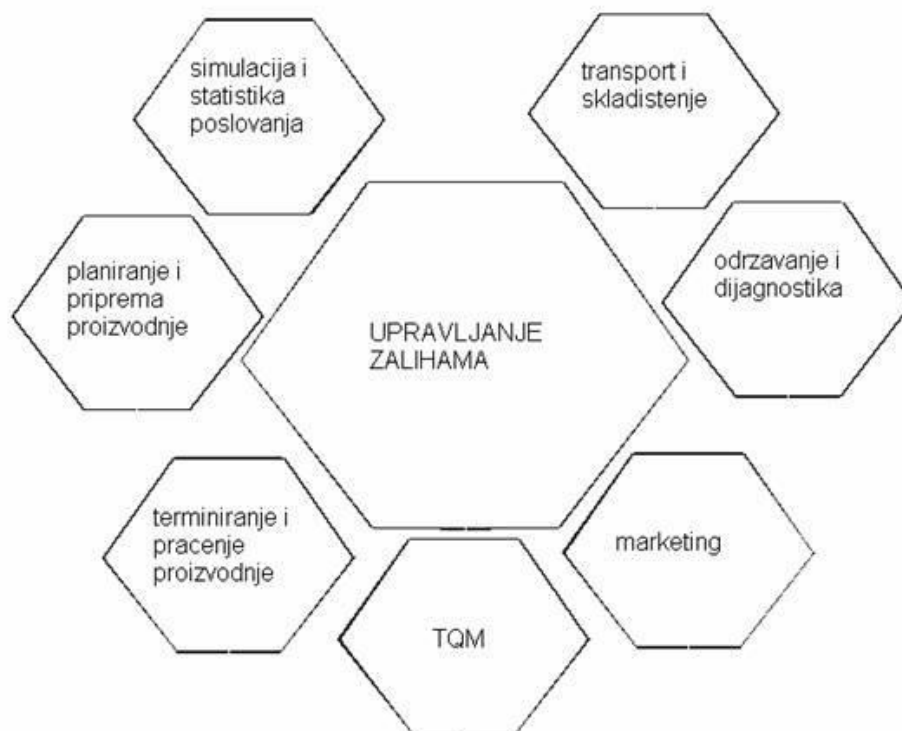 simulacija i
statistika
poslovanja
transport i
skladistenje
planiranje i
priprema
proizvodnje
odrzavanje i
dijagnostika
UPRAVLJANJE
ZALIHAMA
terminiranje i
pracenje
proizvodnje
marketing
TQM